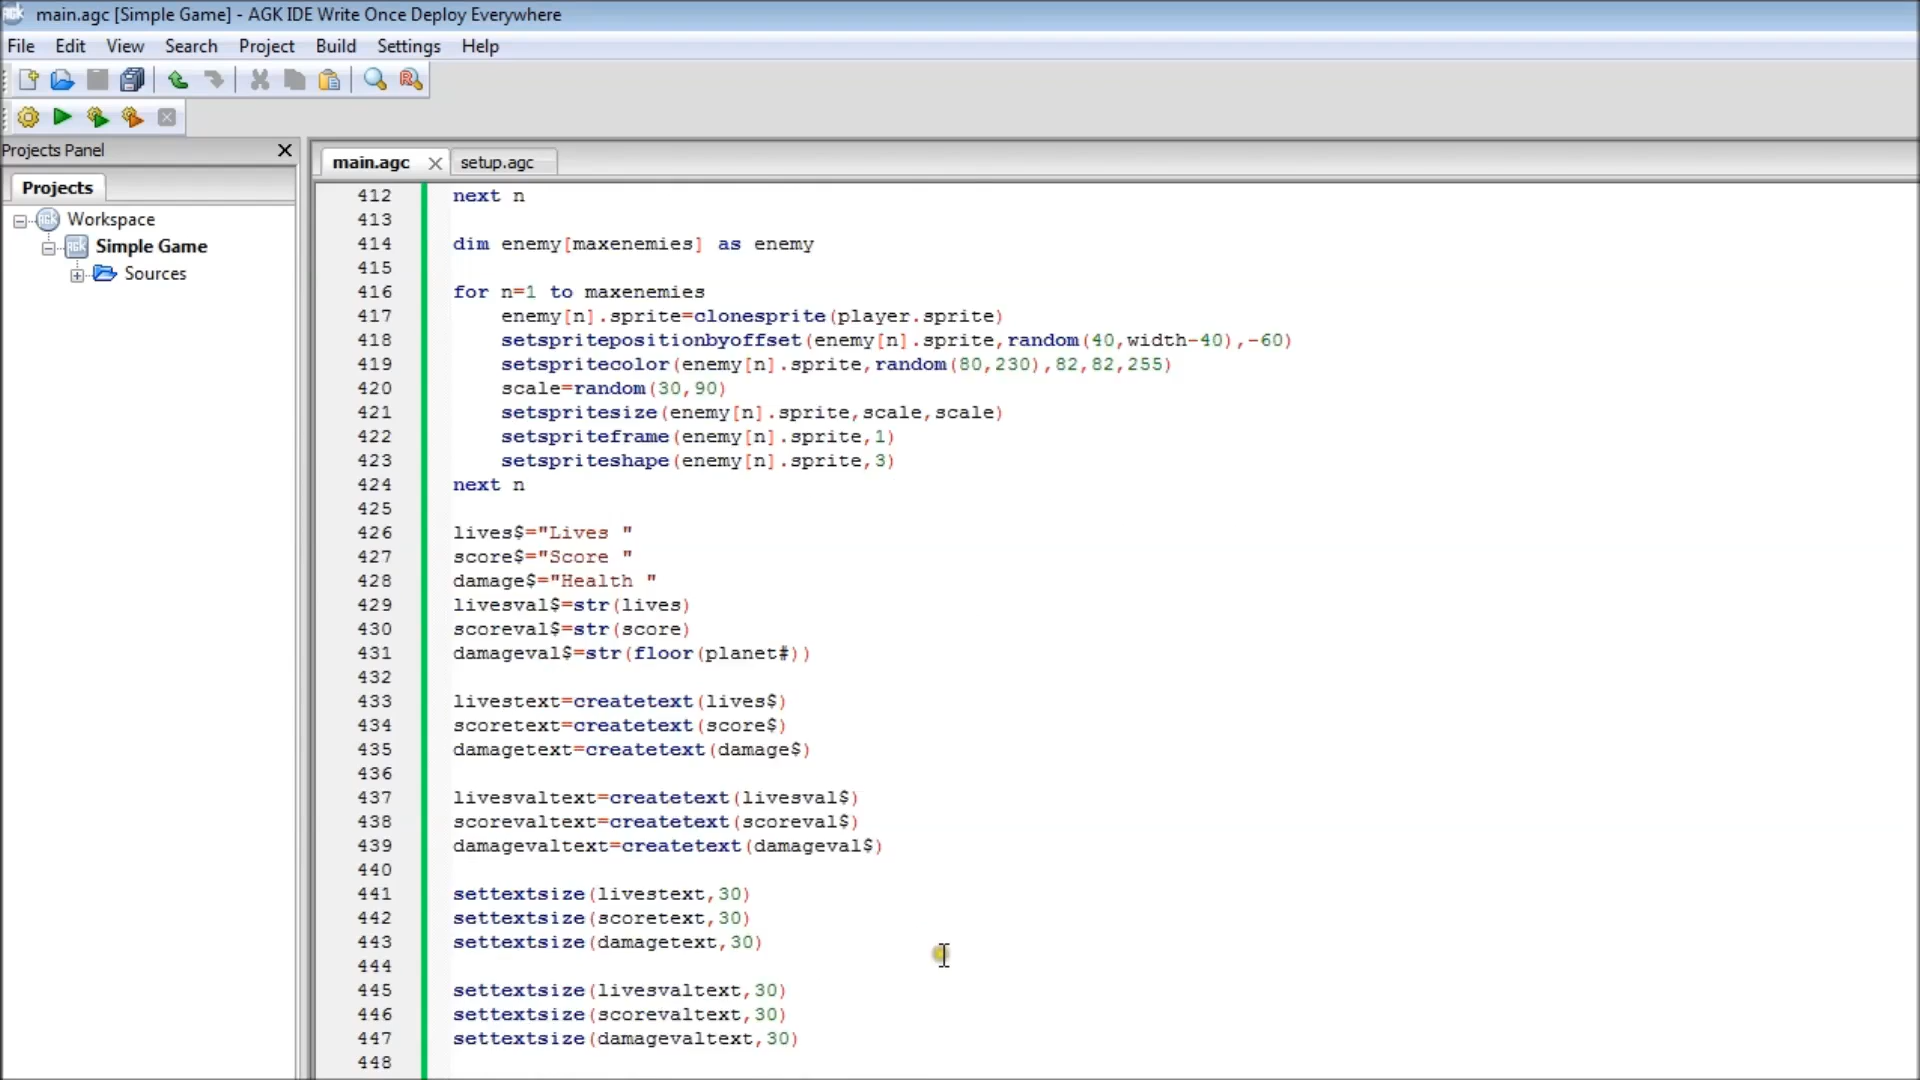 main.agc [Simple Game] - AGK IDE Write Once Deploy Everywhere
File Edit View Search Project Build Settings Help
Projects Panel
Projects
Workspace
Simple Game
Sources
main.agc setup.agc
412 next n
413
414 dim enemy[maxenemies] as enemy
415
416 for n=1 to maxenemies
417 enemy[n].sprite=clonesprite(player.sprite)
418 setspritepositionbyoffset(enemy[n].sprite,random(40,width-40),-60)
419 setspritecolor(enemy[n].sprite,random(80,230),82,82,255)
420 scale=random(30,90)
421 setspritesize(enemy[n].sprite,scale,scale)
422 setspriteframe(enemy[n].sprite,1)
423 setspriteshape(enemy[n].sprite,3)
424 next n
425
426 lives$="Lives "
427 score$="Score "
428 damage$="Health "
429 livesval$=str(lives)
430 scoreval$=str(score)
431 damageval$=str(floor(planet#))
432
433 livestext=createtext(lives$)
434 scoretext=createtext(score$)
435 damagetext=createtext(damage$)
436
437 livesvaltext=createtext(livesval$)
438 scorevaltext=createtext(scoreval$)
439 damagevaltext=createtext(damageval$)
440
441 settextsize(livestext,30)
442 settextsize(scoretext,30)
443 settextsize(damagetext,30)
444
445 settextsize(livesvaltext,30)
446 settextsize(scorevaltext,30)
447 settextsize(damagevaltext,30)
448